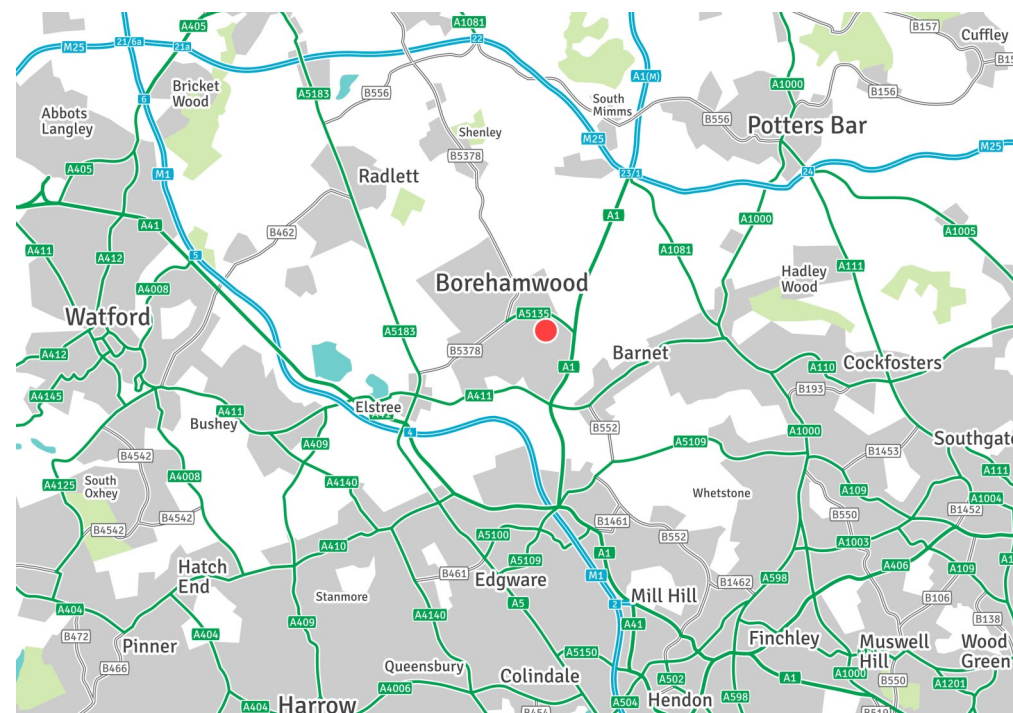 A405
A1081
B157
Cuffley
M25
21/6a
21a
22
A1(M)
A1000
B156
Bricket
Wood
6
A5183
B556
South
Mimms
B556
Abbots
Langley
Shenley
Potters Bar
M25
M25
B5378
A405
M1
Radlett
23/1
24
A41
A1
A1000
A1005
B462
A411
A412
5
A1081
A111
Hadley
Wood
A4008
Borehamwood
Watford
A5135
A5183
B5378
A412
Barnet
A1
A110
Cockfosters
B193
A4145
A411
Elstree
A411
Bushey
B552
A1000
4
A409
A5109
Southgate
B4542
B1453
A4008
A4125
South
Oxhey
A4140
A111
Whetstone
A109
A1004
B4542
B4542
B1461
B550
B1452
A5100
B552
A410
A1
A1003
A5109
Hatch
End
B461
Edgware
M1
A598
A406
A109
B1462
Stanmore
A5
2
Mill Hill
B106
A404
A4140
A409
A41
B138
B472
A404
Finchley
Muswell
Hill
Wood
Green
Pinner
A5150
B466
Queensbury
Colindale
A502
A1
A1000
B550
A1201
A4006
A504
Hendon
A598
A404
Harrow